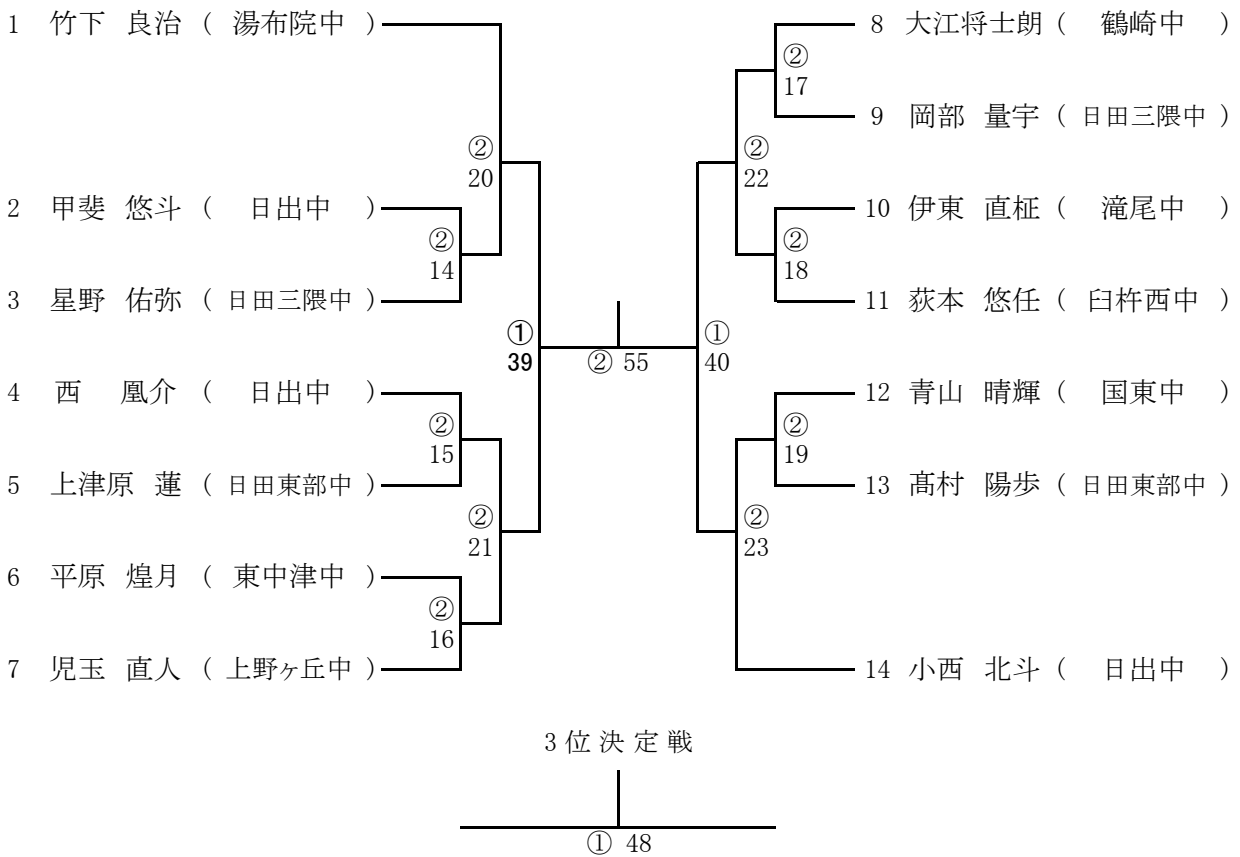 1 竹下 良治 ( 湯布院中 )
② 20
2 甲斐 悠斗 ( 日出中 )
② 14
3 星野 佑弥 ( 日田三隈中 )
① 39
4 西 凰介 ( 日出中 )
② 15
5 上津原 蓮 ( 日田東部中 )
② 21
6 平原 煌月 ( 東中津中 )
② 16
7 児玉 直人 ( 上野ヶ丘中 )
② 55
8 大江将士朗 ( 鶴崎中 )
② 17
9 岡部 量宇 ( 日田三隈中 )
② 22
10 伊東 直柾 ( 滝尾中 )
② 18
11 荻本 悠任 ( 臼杵西中 )
① 40
12 青山 晴輝 ( 国東中 )
② 19
13 髙村 陽歩 ( 日田東部中 )
② 23
14 小西 北斗 ( 日出中 )
3位決定戦
① 48